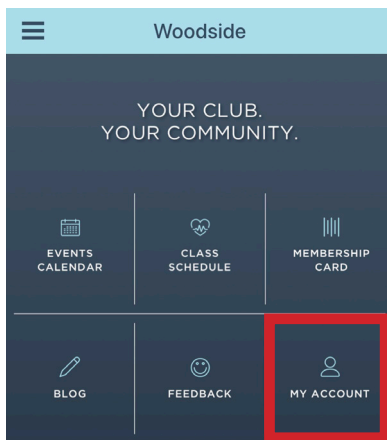 Woodside
YOUR CLUB.
YOUR COMMUNITY.
EVENTS
CALENDAR
CLASS
SCHEDULE
MEMBERSHIP
CARD
BLOG
FEEDBACK
MY ACCOUNT